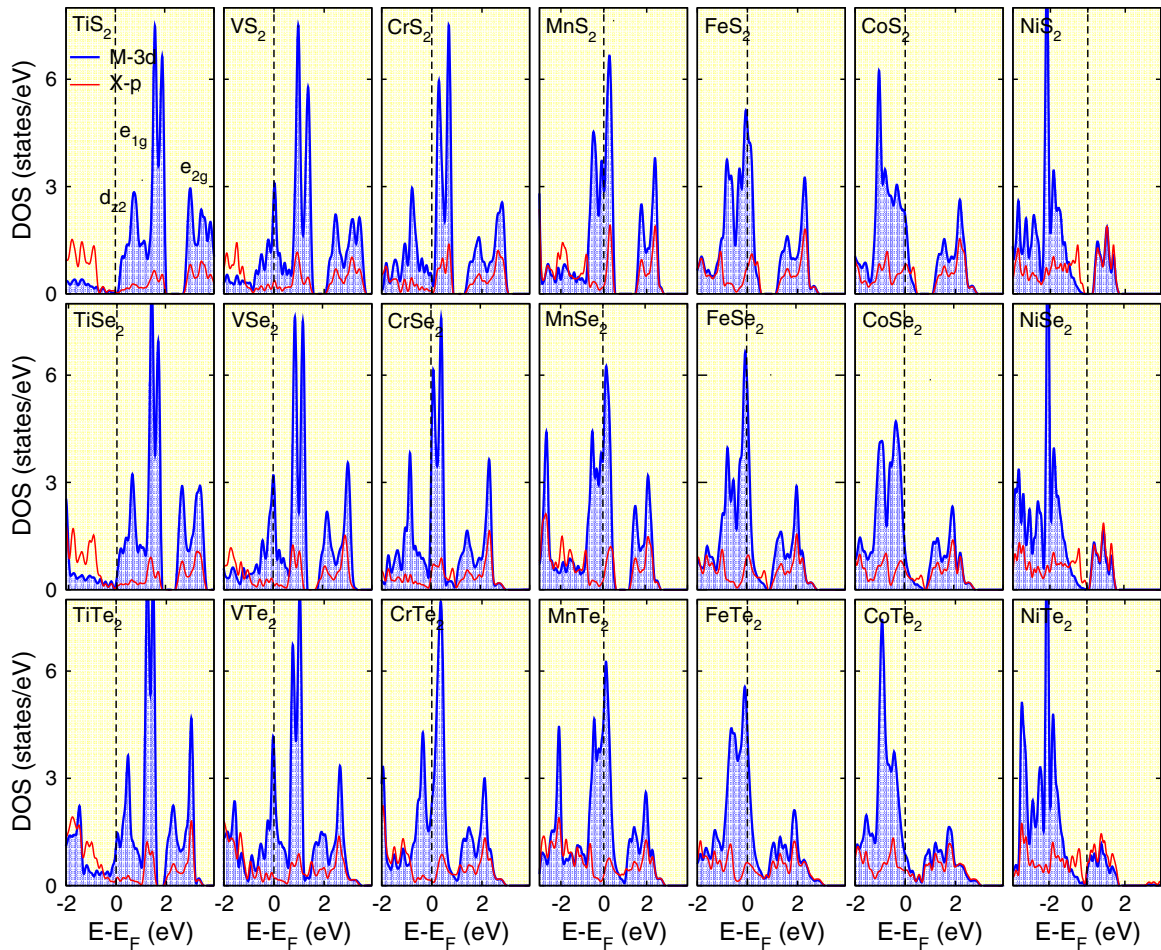 TiS2 VS2 CrS2 MnS2 FeS2 CoS2 NiS2
M-3d
X-p
e1g
e2g
dz2
DOS (states/eV)
6
3
0
TiSe2 VSe2 CrSe2 MnSe2 FeSe2 CoSe2 NiSe2
DOS (states/eV)
6
3
0
TiTe2 VTe2 CrTe2 MnTe2 FeTe2 CoTe2 NiTe2
DOS (states/eV)
6
3
0
-2 0 2 -2 0 2 -2 0 2 -2 0 2 -2 0 2 -2 0 2 -2 0 2
E-EF (eV) E-EF (eV) E-EF (eV) E-EF (eV) E-EF (eV) E-EF (eV) E-EF (eV)